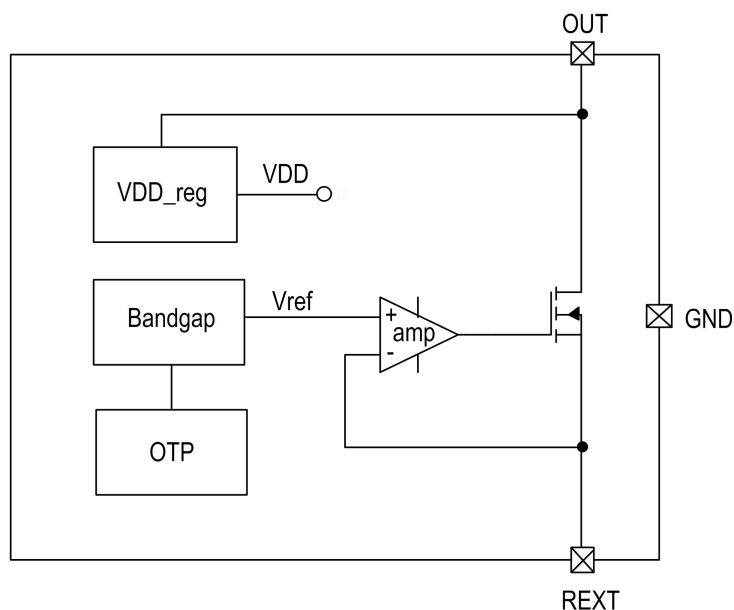 OUT
VDD_reg
VDD
Bandgap
Vref
+
amp
-
GND
OTP
REXT